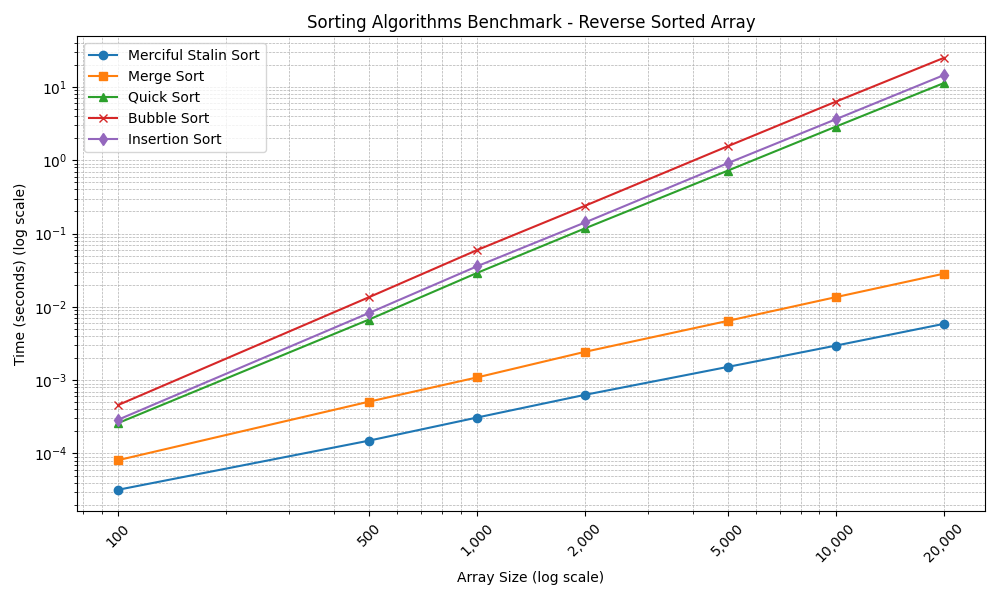 Sorting Algorithms Benchmark - Reverse Sorted Array
Merciful Stalin Sort
Merge Sort
Quick Sort
Bubble Sort
Insertion Sort
Time (seconds) (log scale)
10¹
10⁰
10⁻¹
10⁻²
10⁻³
10⁻⁴
100
500
1,000
2,000
5,000
10,000
20,000
Array Size (log scale)